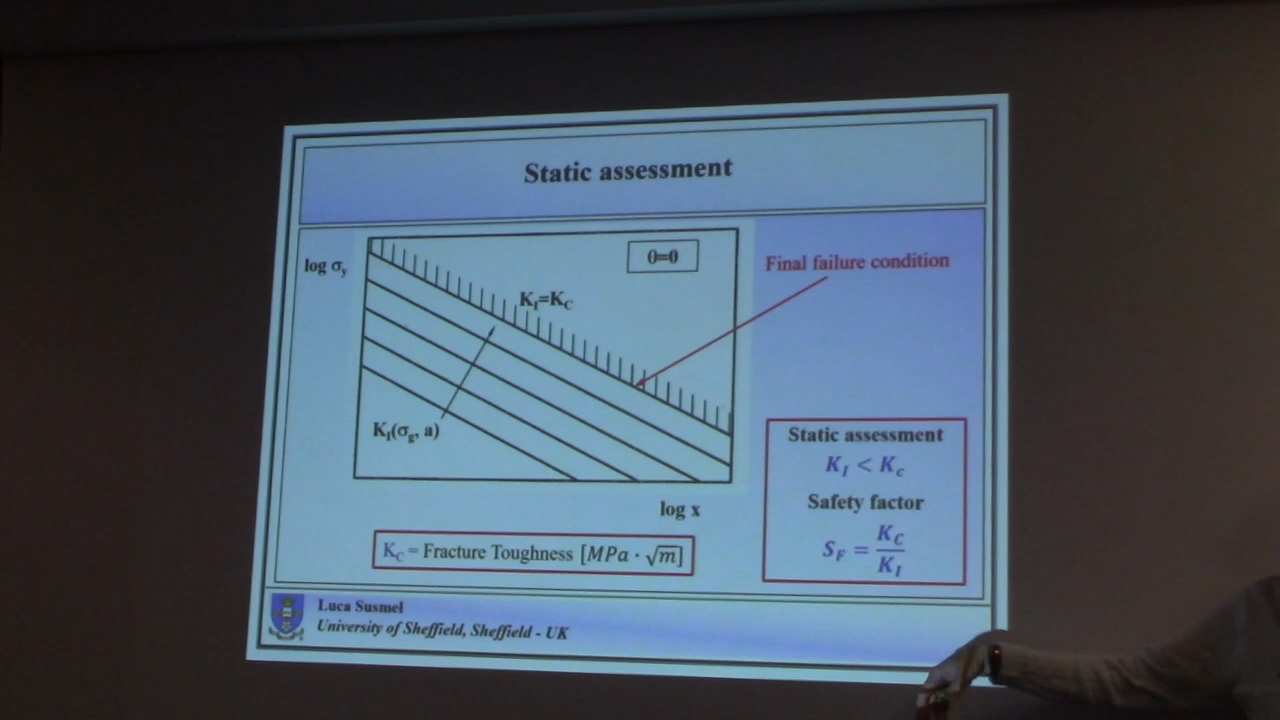 Static assessment
log σy
θ=0
Final failure condition
KI=KC
KI(σg, a)
log x
Static assessment
KI < Kc
Safety factor
SF = KC / KI
KC = Fracture Toughness [MPa · √m]
Luca Susmel
University of Sheffield, Sheffield - UK